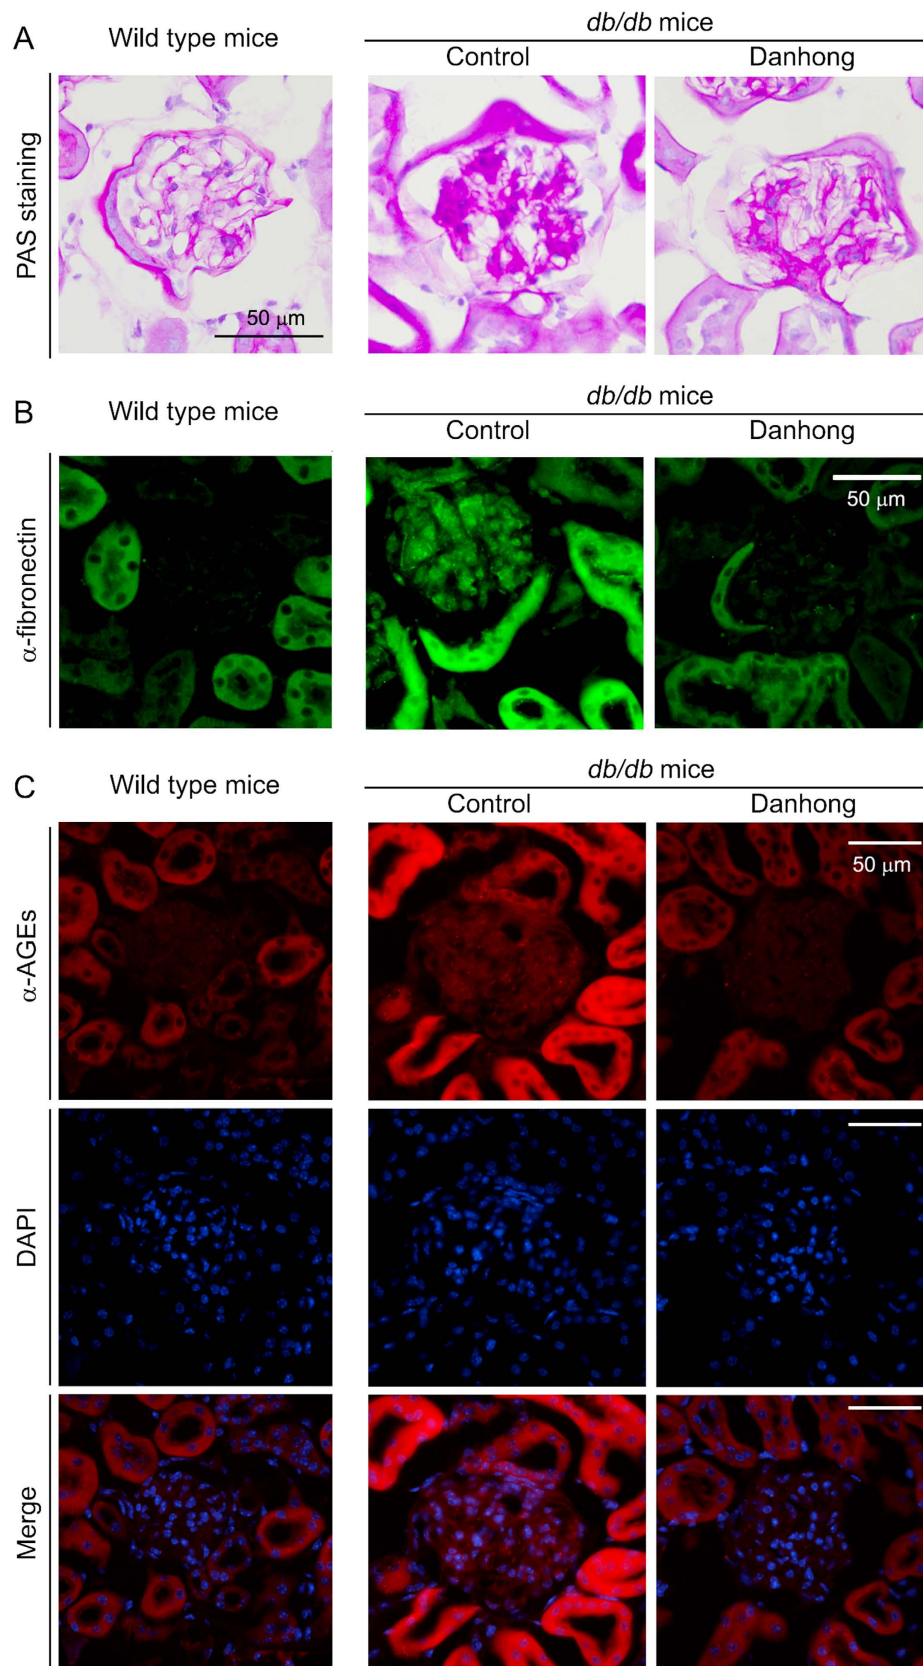 A
Wild type mice
db/db mice
Control
Danhong
PAS staining
50 μm
B
Wild type mice
db/db mice
Control
Danhong
α-fibronectin
50 μm
C
Wild type mice
db/db mice
Control
Danhong
α-AGEs
50 μm
DAPI
Merge